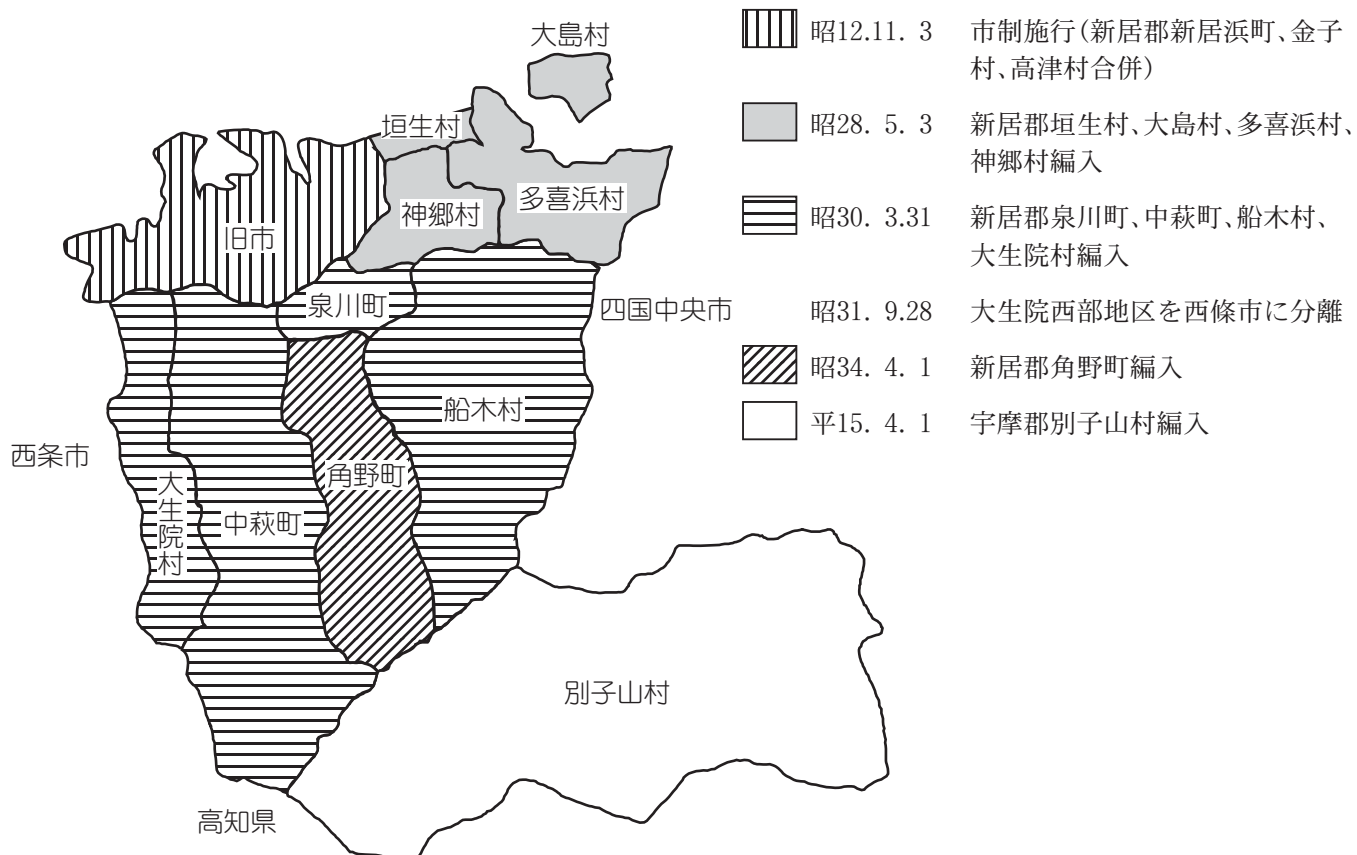 大島村
垣生村
多喜浜村
神郷村
旧市
泉川町
四国中央市
船木村
西条市
角野町
大生院村
中萩町
別子山村
高知県
昭12.11. 3 市制施行(新居郡新居浜町、金子
村、高津村合併)
昭28. 5. 3 新居郡垣生村、大島村、多喜浜村、
神郷村編入
昭30. 3.31 新居郡泉川町、中萩町、船木村、
大生院村編入
昭31. 9.28 大生院西部地区を西條市に分離
昭34. 4. 1 新居郡角野町編入
平15. 4. 1 宇摩郡別子山村編入